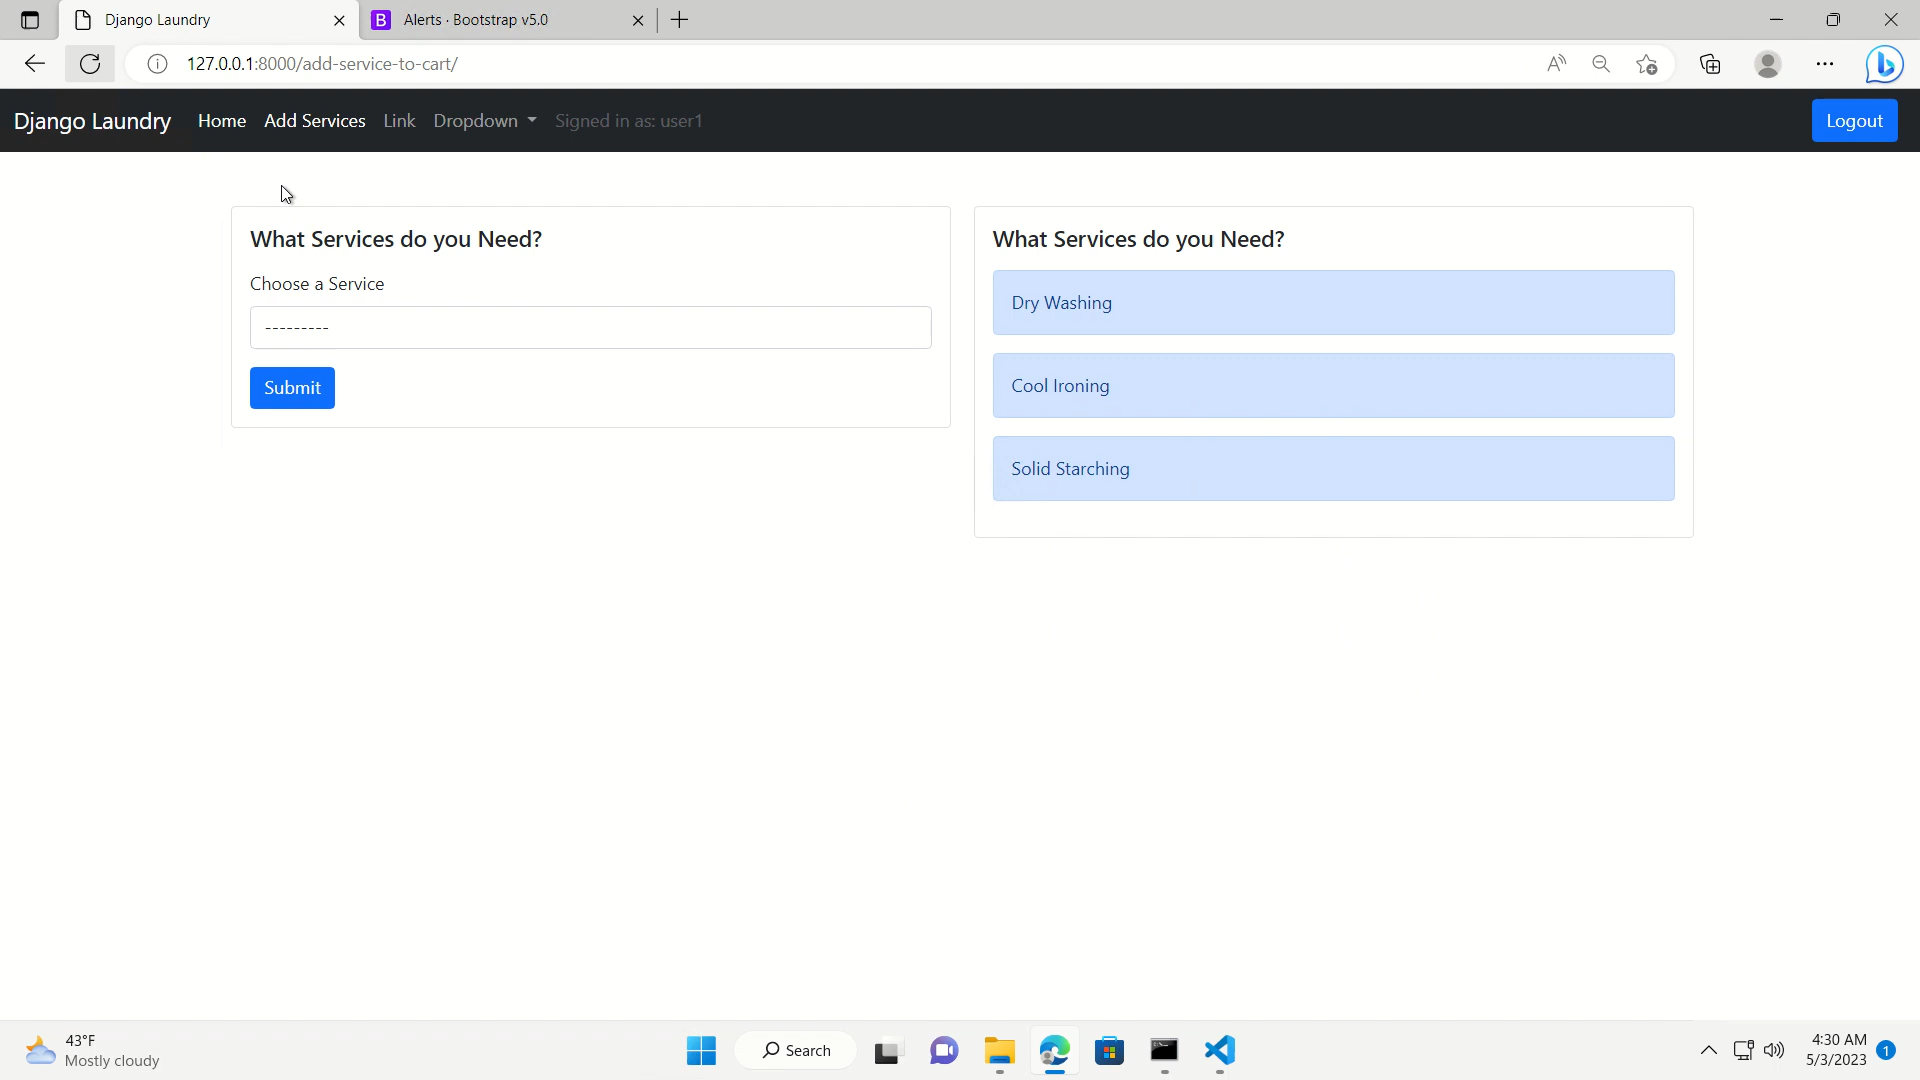 Django Laundry
Alerts · Bootstrap v5.0
127.0.0.1:8000/add-service-to-cart/
Django Laundry Home Add Services Link Dropdown Signed in as: user1 Logout
What Services do you Need?
Choose a Service
---------
Submit
What Services do you Need?
Dry Washing
Cool Ironing
Solid Starching
43°F
Mostly cloudy
Search
4:30 AM
5/3/2023
1